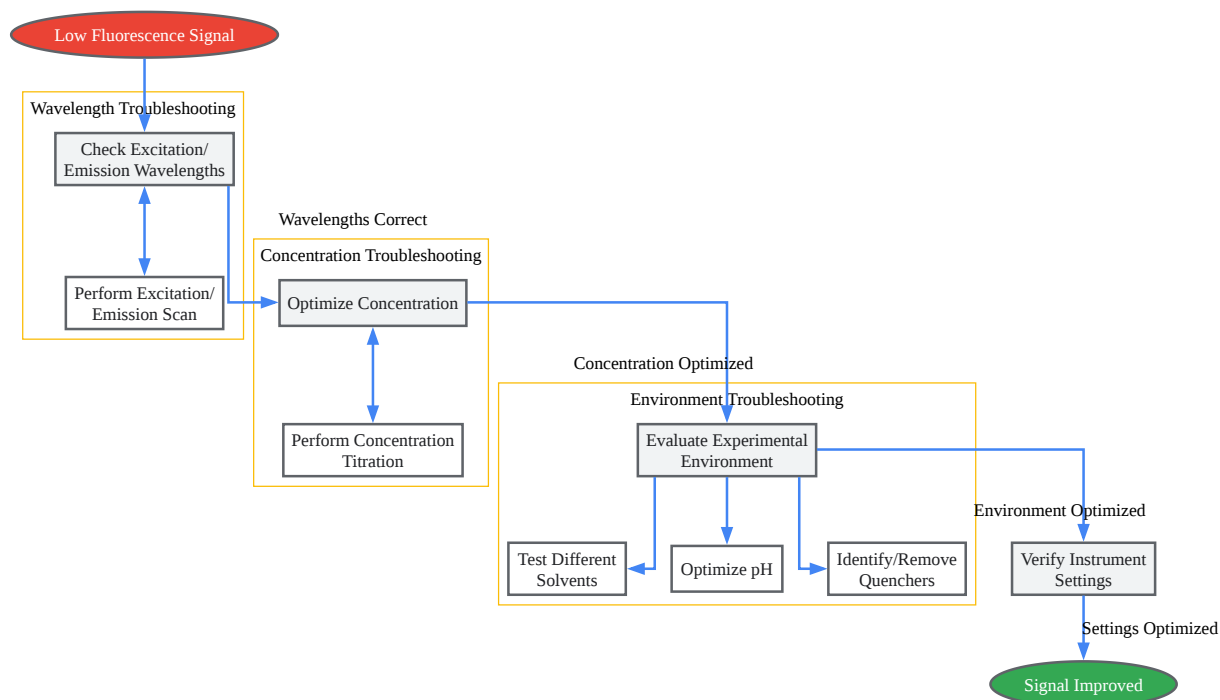 Low Fluorescence Signal
Wavelength Troubleshooting
Check Excitation/
Emission Wavelengths
Perform Excitation/
Emission Scan
Wavelengths Correct
Concentration Troubleshooting
Optimize Concentration
Perform Concentration
Titration
Concentration Optimized
Environment Troubleshooting
Evaluate Experimental
Environment
Test Different
Solvents
Optimize pH
Identify/Remove
Quenchers
Environment Optimized
Verify Instrument
Settings
Settings Optimized
Signal Improved